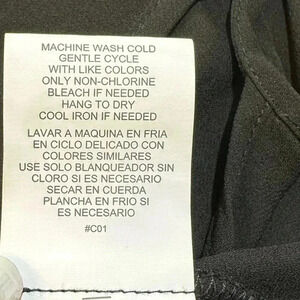 MACHINE WASH COLD
GENTLE CYCLE
WITH LIKE COLORS
ONLY NON-CHLORINE
BLEACH IF NEEDED
HANG TO DRY
COOL IRON IF NEEDED
LAVAR A MAQUINA EN FRIA
EN CICLO DELICADO CON
COLORES SIMILARES
USE SOLO BLANQUEADOR SIN
CLORO SI ES NECESARIO
SECAR EN CUERDA
PLANCHA EN FRIO SI
ES NECESARIO
#C01